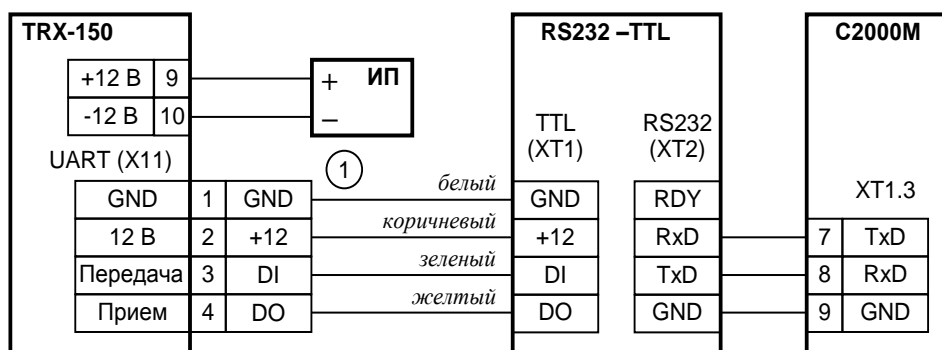 TRX-150
RS232 –TTL
C2000M
+12 В 9
+ ИП
-12 В 10
–
TTL
(XT1)
RS232
(XT2)
UART (X11)
1
XT1.3
GND 1 GND белый GND RDY
12 В 2 +12 коричневый +12 RxD 7 TxD
Передача 3 DI зеленый DI TxD 8 RxD
Прием 4 DO желтый DO GND 9 GND